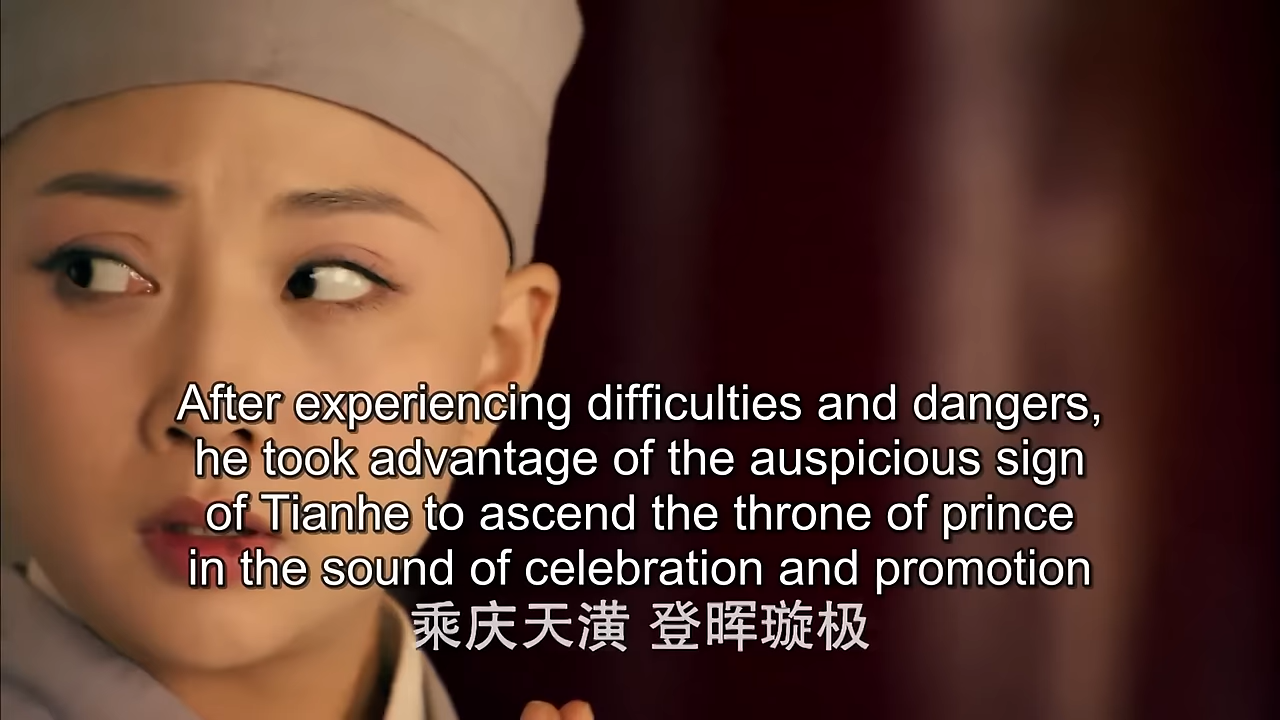 After experiencing difficulties and dangers,
he took advantage of the auspicious sign
of Tianhe to ascend the throne of prince
in the sound of celebration and promotion
乘庆天潢 登晖璇极